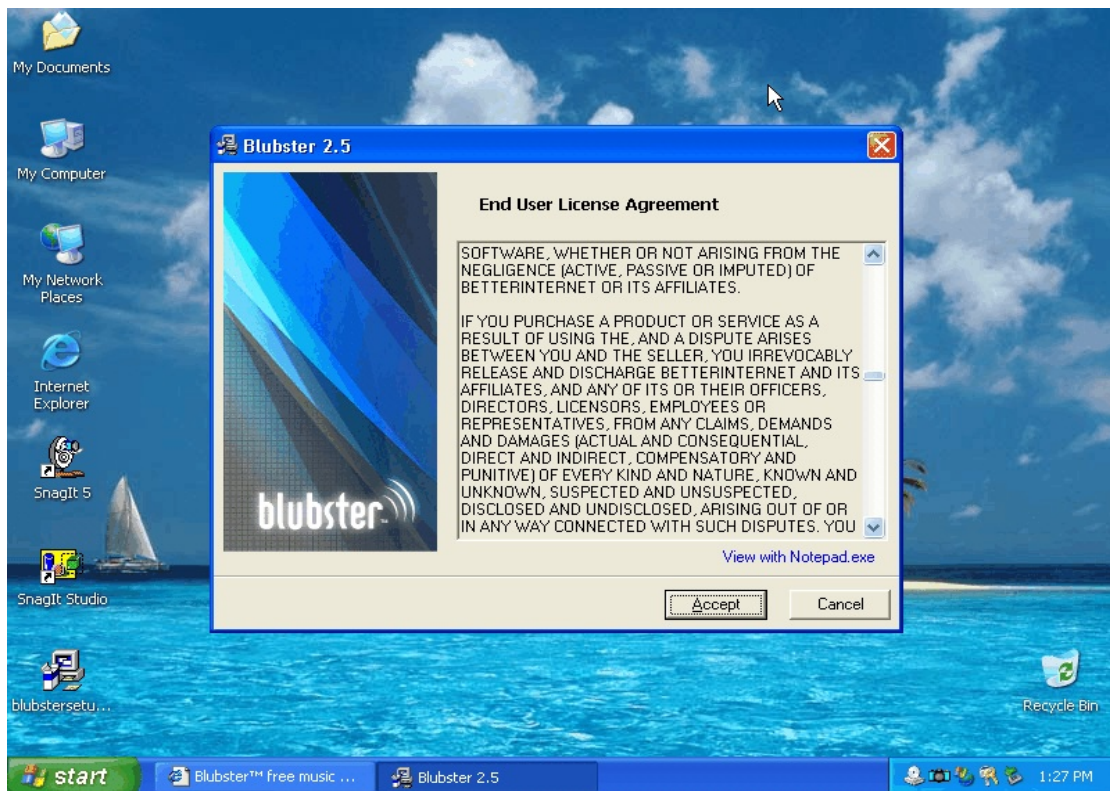 My Documents
My Computer
My Network
Places
Internet
Explorer
SnagIt 5
SnagIt Studio
blubstersetu...
Blubster 2.5
blubster
End User License Agreement
SOFTWARE, WHETHER OR NOT ARISING FROM THE
NEGLIGENCE (ACTIVE, PASSIVE OR IMPUTED) OF
BETTERINTERNET OR ITS AFFILIATES.
IF YOU PURCHASE A PRODUCT OR SERVICE AS A
RESULT OF USING THE, AND A DISPUTE ARISES
BETWEEN YOU AND THE SELLER, YOU IRREVOCABLY
RELEASE AND DISCHARGE BETTERINTERNET AND ITS
AFFILIATES, AND ANY OF ITS OR THEIR OFFICERS,
DIRECTORS, LICENSORS, EMPLOYEES OR
REPRESENTATIVES, FROM ANY CLAIMS, DEMANDS
AND DAMAGES (ACTUAL AND CONSEQUENTIAL,
DIRECT AND INDIRECT, COMPENSATORY AND
PUNITIVE) OF EVERY KIND AND NATURE, KNOWN AND
UNKNOWN, SUSPECTED AND UNSUSPECTED,
DISCLOSED AND UNDISCLOSED, ARISING OUT OF OR
IN ANY WAY CONNECTED WITH SUCH DISPUTES. YOU
View with Notepad.exe
Accept
Cancel
Recycle Bin
start
Blubster™ free music ...
Blubster 2.5
1:27 PM